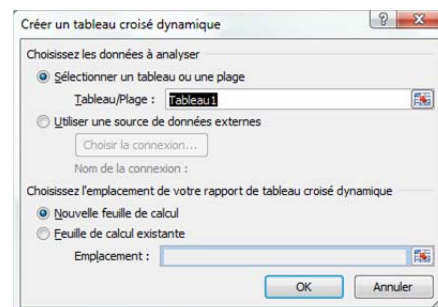 Créer un tableau croisé dynamique
Choisissez les données à analyser
Sélectionner un tableau ou une plage
Tableau/Plage : Tableau1
Utiliser une source de données externes
Choisir la connexion...
Nom de la connexion :
Choisissez l'emplacement de votre rapport de tableau croisé dynamique
Nouvelle feuille de calcul
Feuille de calcul existante
Emplacement :
OK Annuler